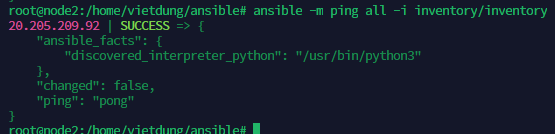 root@node2:/home/vietdung/ansible# ansible -m ping all -i inventory/inventory
20.205.209.92 | SUCCESS => {
    "ansible_facts": {
        "discovered_interpreter_python": "/usr/bin/python3"
    },
    "changed": false,
    "ping": "pong"
}
root@node2:/home/vietdung/ansible#